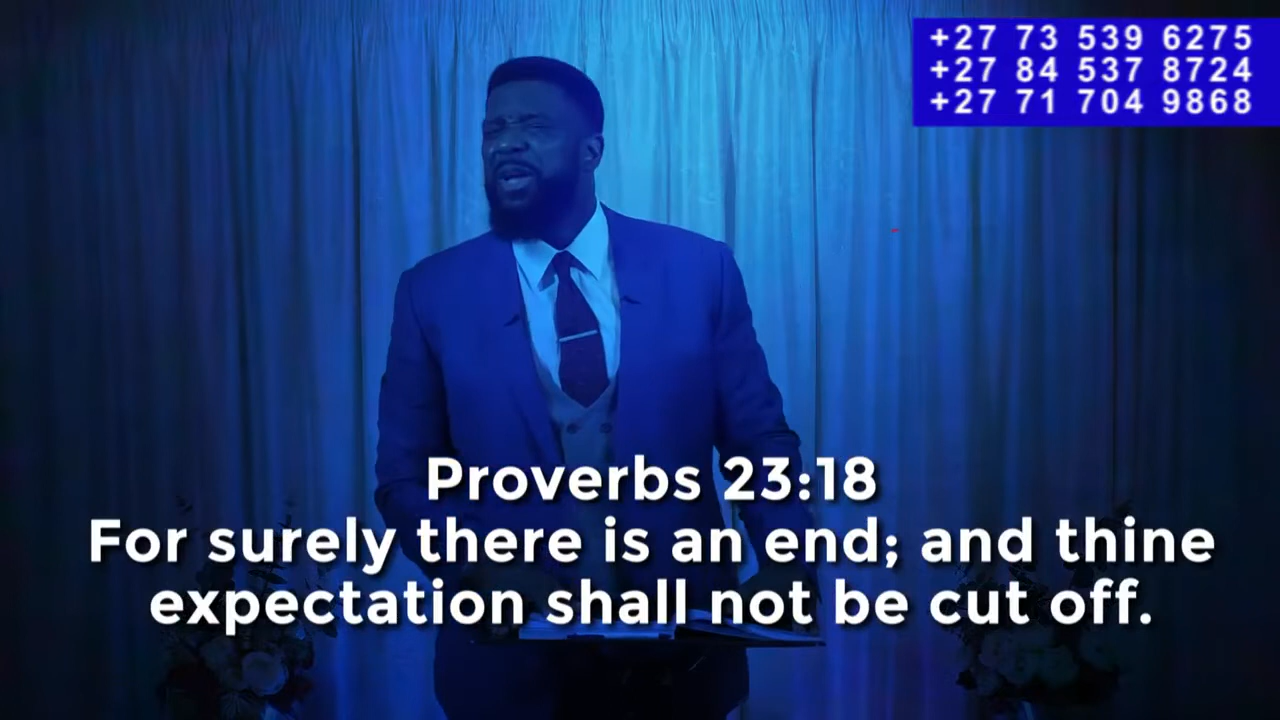 +27 73 539 6275
+27 84 537 8724
+27 71 704 9868
Proverbs 23:18
For surely there is an end; and thine
expectation shall not be cut off.